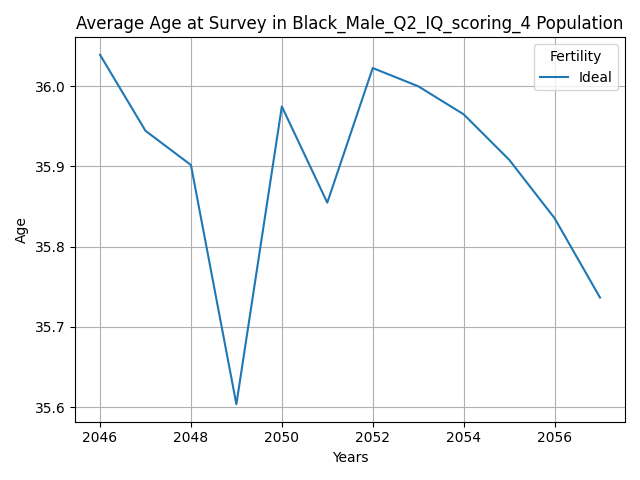 Average Age at Survey in Black_Male_Q2_IQ_scoring_4 Population
Fertility
Ideal
36.0
35.9
35.8
35.7
35.6
Age
2046 2048 2050 2052 2054 2056
Years